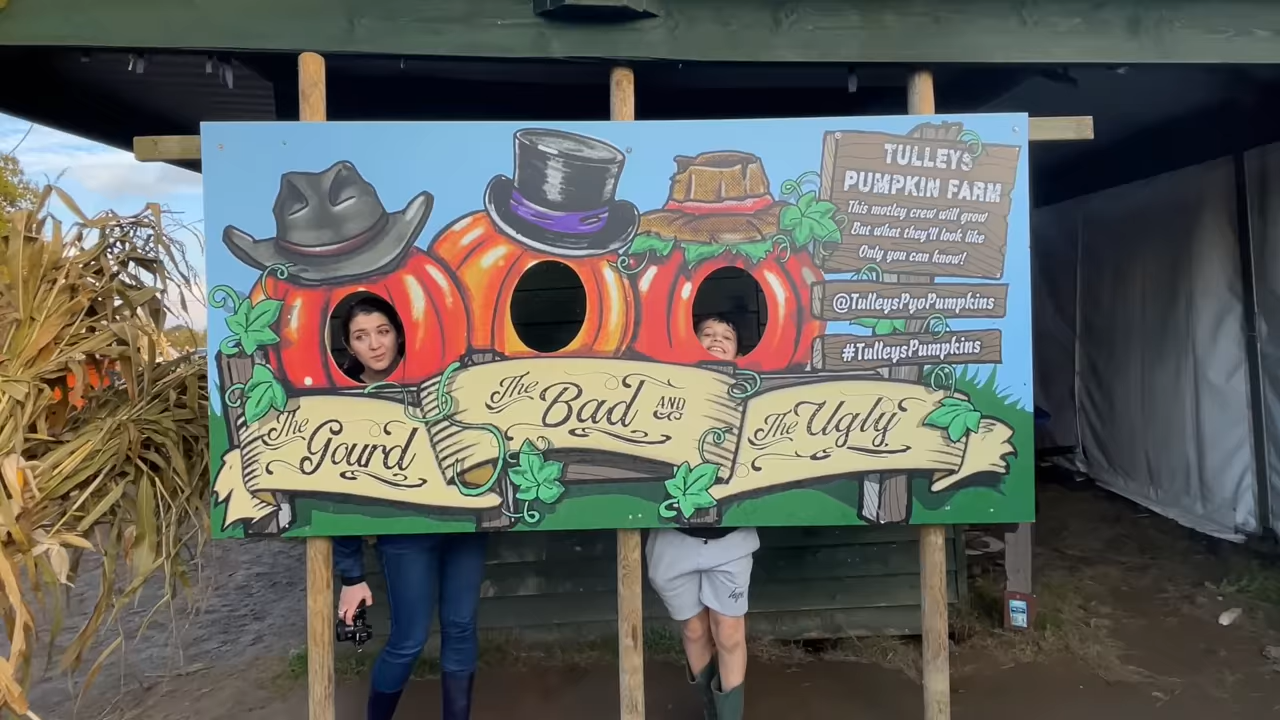 TULLEYS
PUMPKIN FARM
This motley crew will grow
But what they'll look like
Only you can know!
@TulleysPyoPumpkins
#TulleysPumpkins
The Gourd
The Bad AND
The Ugly